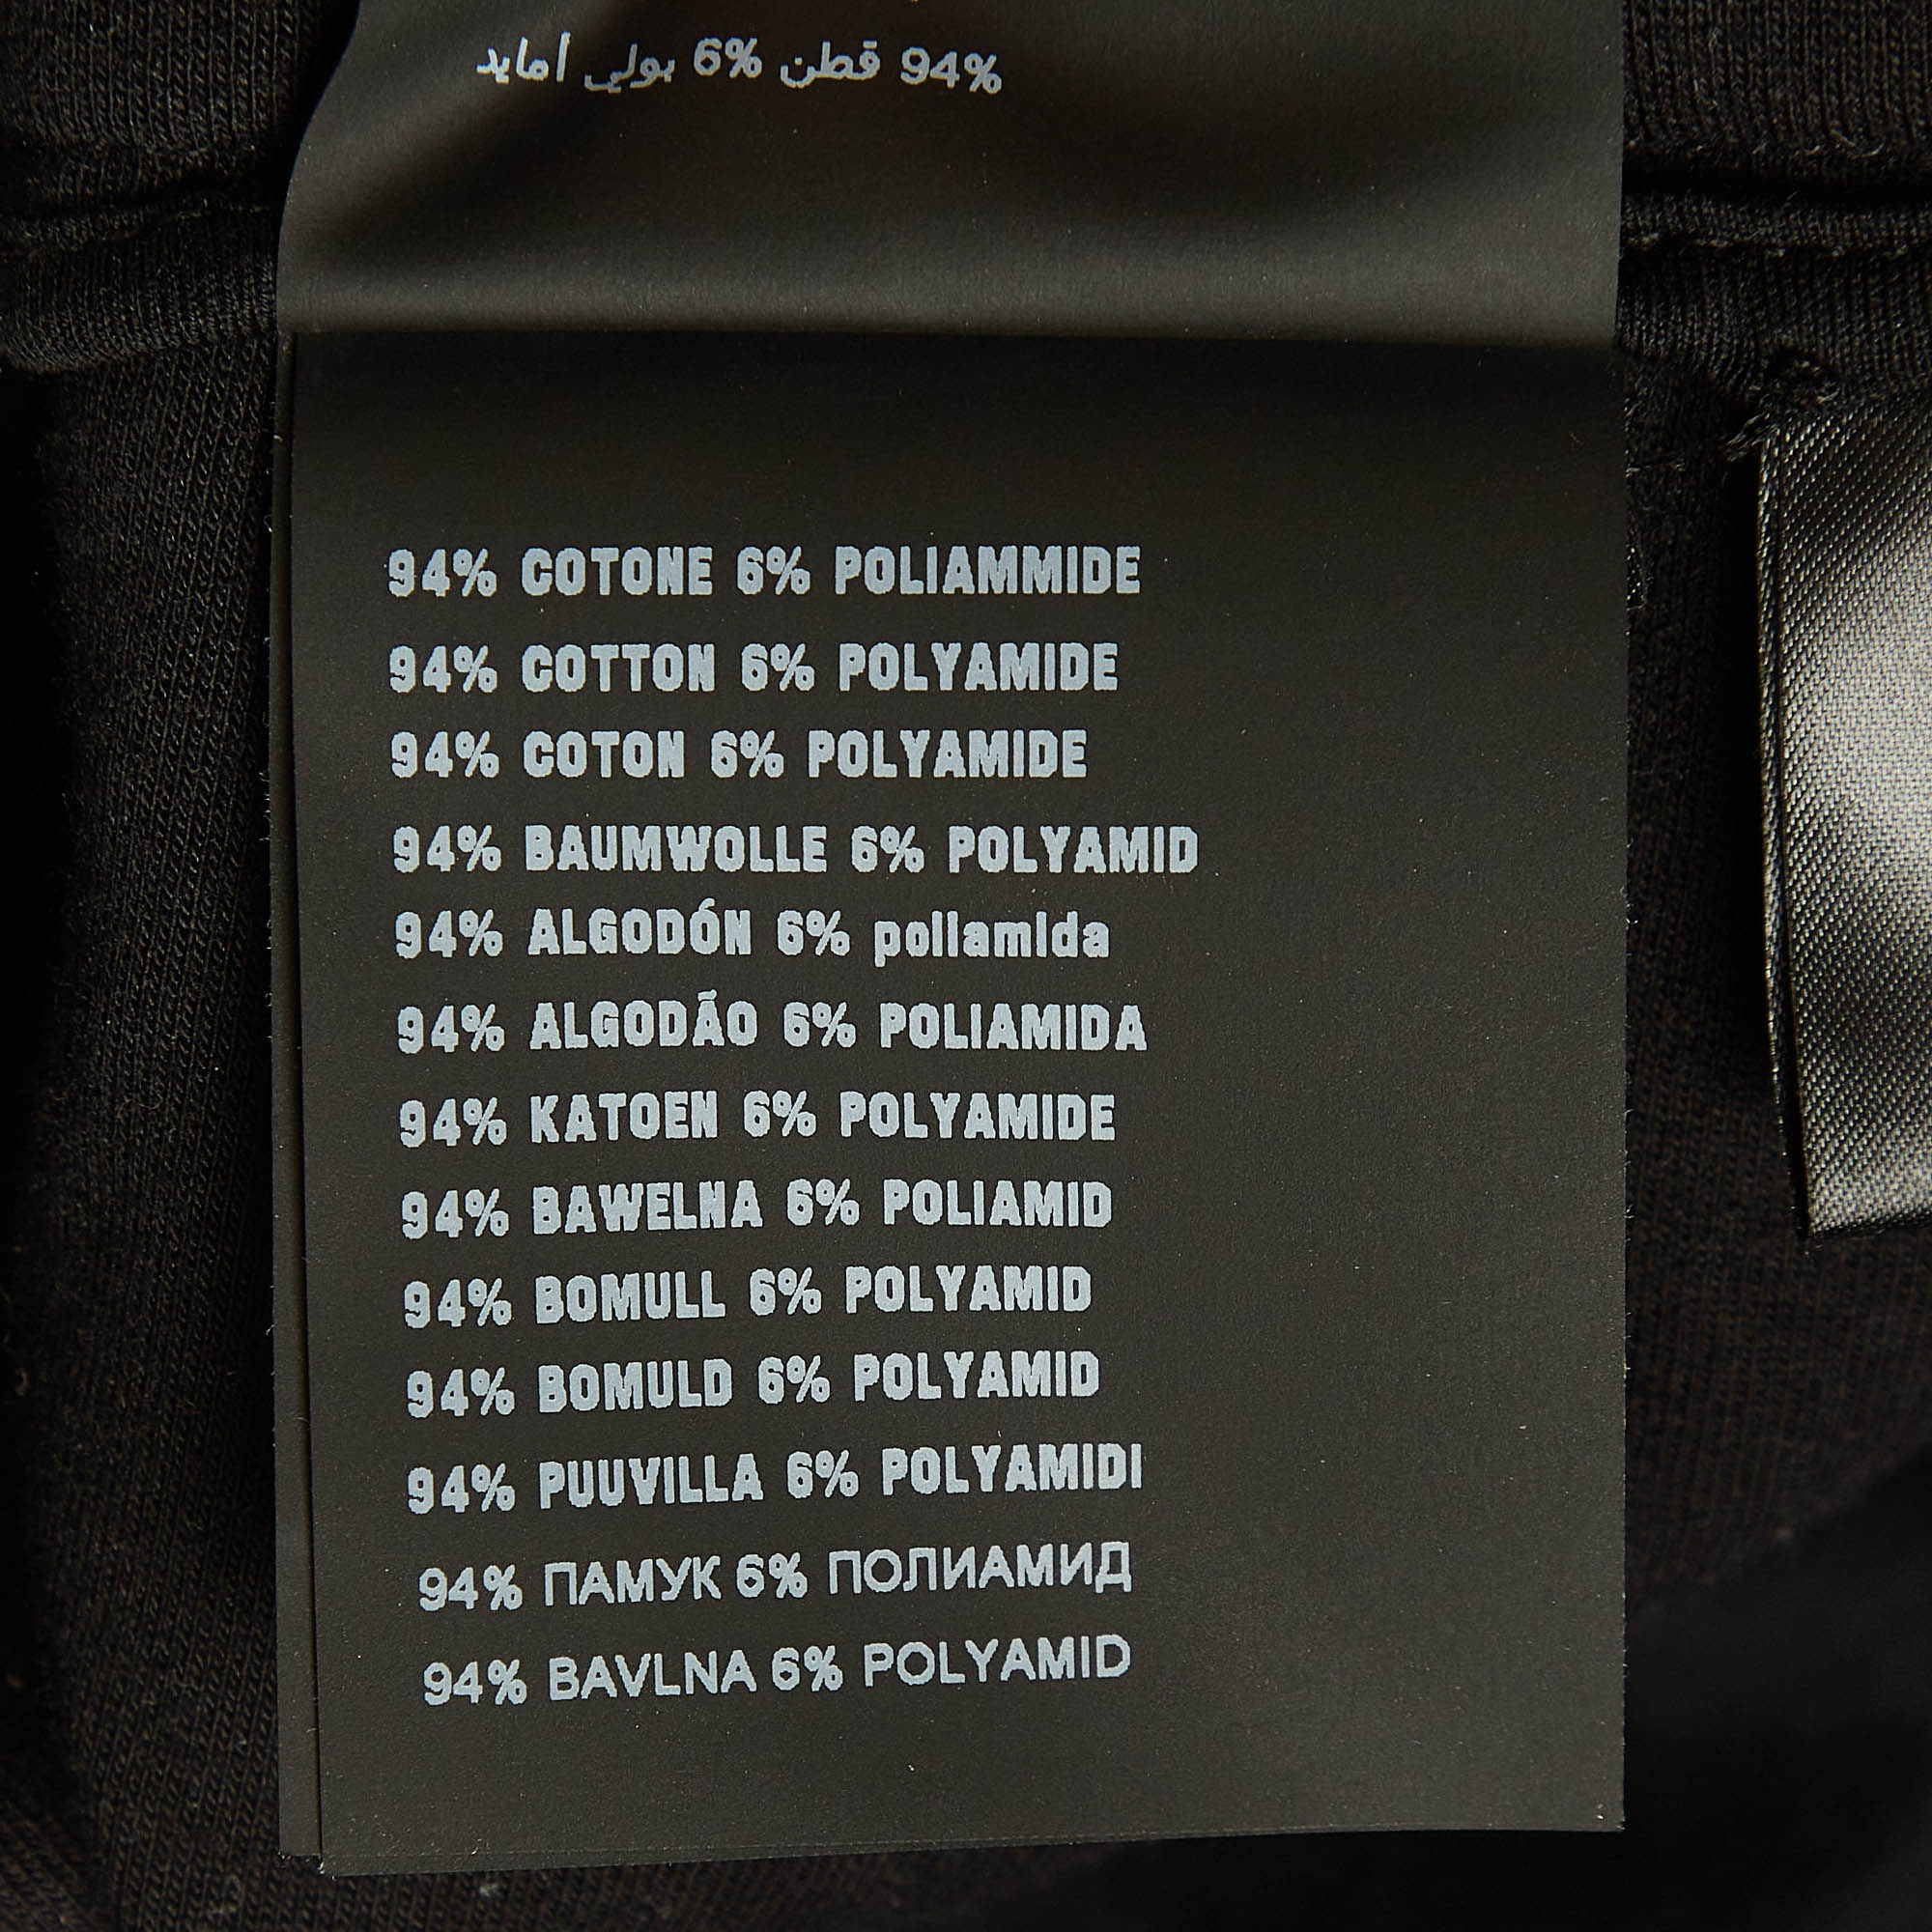 94% قطن 6% بولي أمايد
94% COTONE 6% POLIAMMIDE
94% COTTON 6% POLYAMIDE
94% COTON 6% POLYAMIDE
94% BAUMWOLLE 6% POLYAMID
94% ALGODÓN 6% poliamida
94% ALGODÃO 6% POLIAMIDA
94% KATOEN 6% POLYAMIDE
94% BAWELNA 6% POLIAMID
94% BOMULL 6% POLYAMID
94% BOMULD 6% POLYAMID
94% PUUVILLA 6% POLYAMIDI
94% ПАМУК 6% ПОЛИАМИД
94% BAVLNA 6% POLYAMID